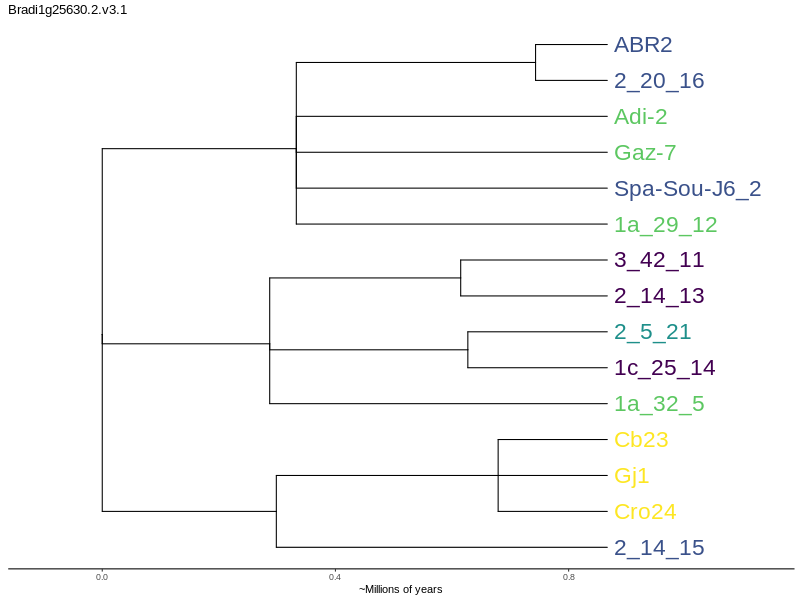 Bradi1g25630.2.v3.1
ABR2
2_20_16
Adi-2
Gaz-7
Spa-Sou-J6_2
1a_29_12
3_42_11
2_14_13
2_5_21
1c_25_14
1a_32_5
Cb23
Gj1
Cro24
2_14_15
0.0 0.4 0.8
~Millions of years